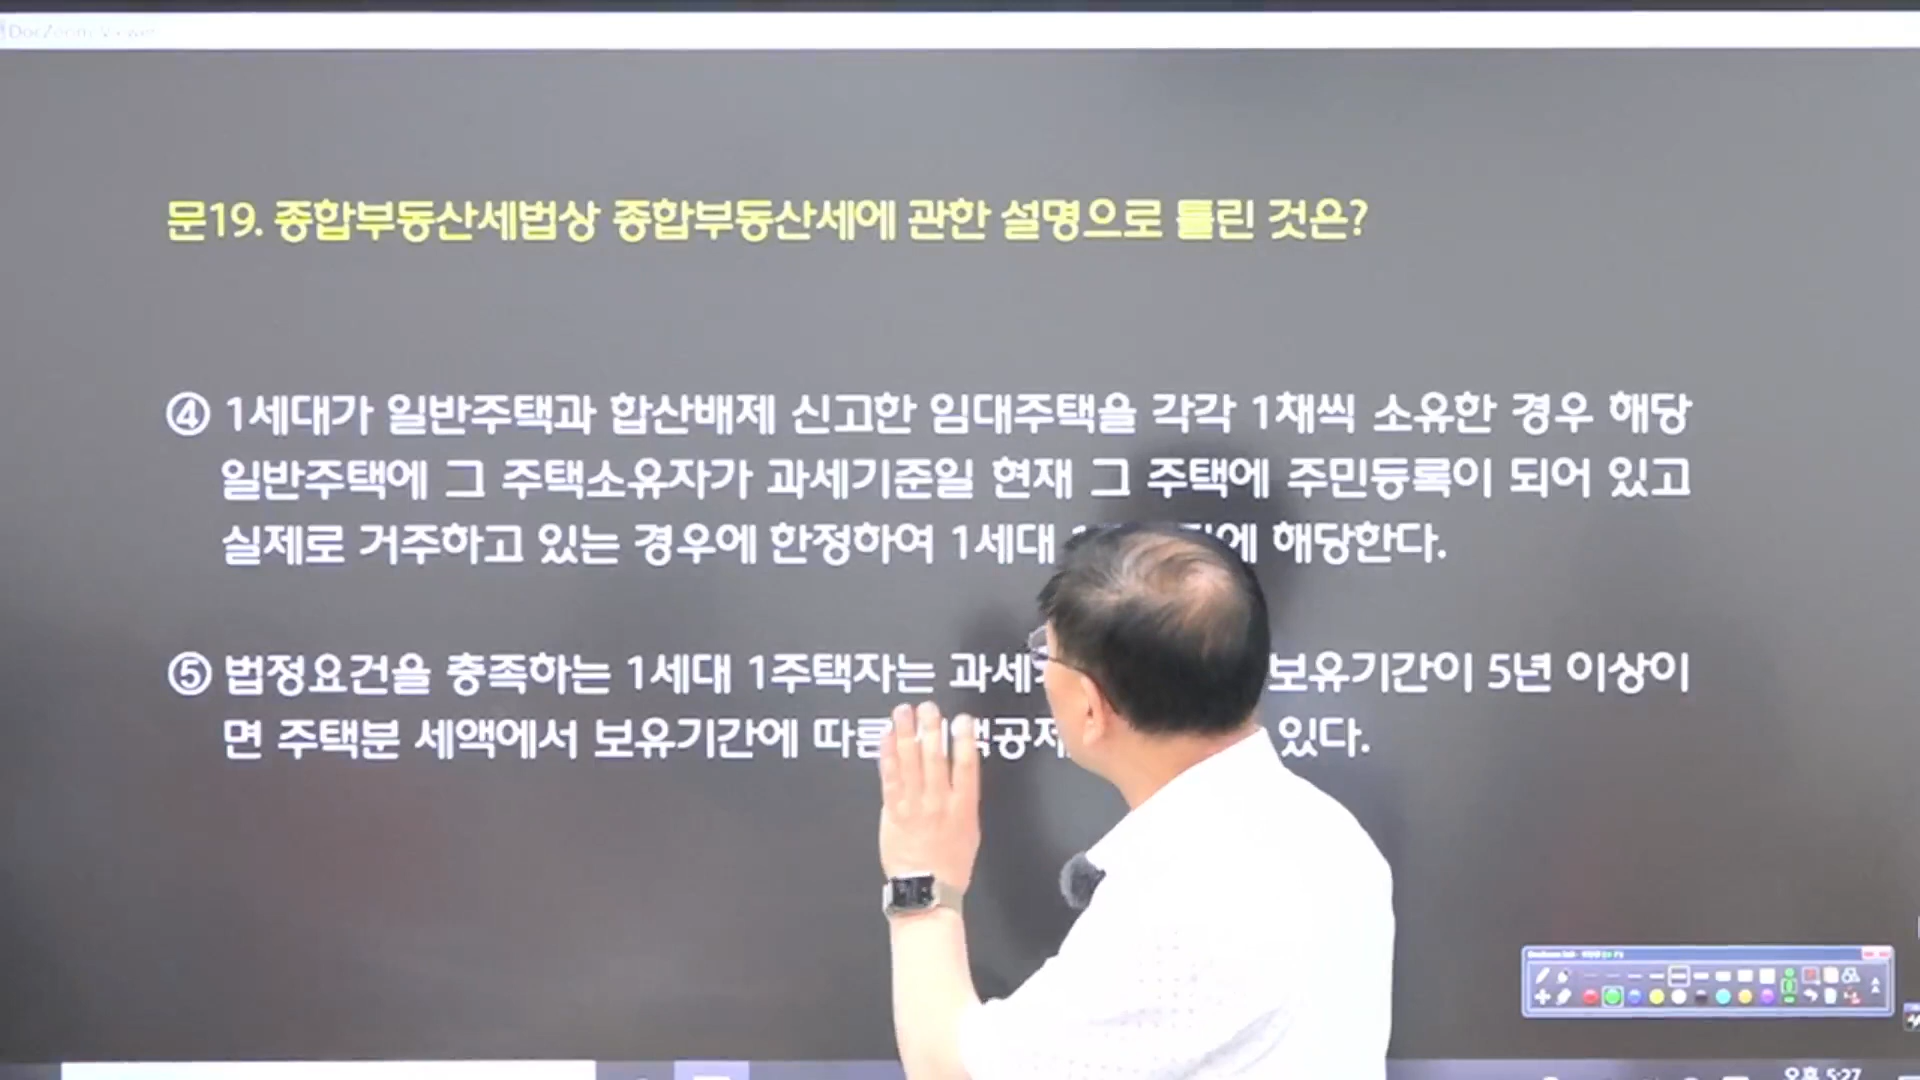 DocZoom Viewer
문19. 종합부동산세법상 종합부동산세에 관한 설명으로 틀린 것은?
④ 1세대가 일반주택과 합산배제 신고한 임대주택을 각각 1채씩 소유한 경우 해당
일반주택에 그 주택소유자가 과세기준일 현재 그 주택에 주민등록이 되어 있고
실제로 거주하고 있는 경우에 한정하여 1세대 해당한다.
⑤ 법정요건을 충족하는 1세대 1주택자는 보유기간이 5년 이상이
면 주택분 세액에서 보유기간에 따른 있다.
오후 5:27